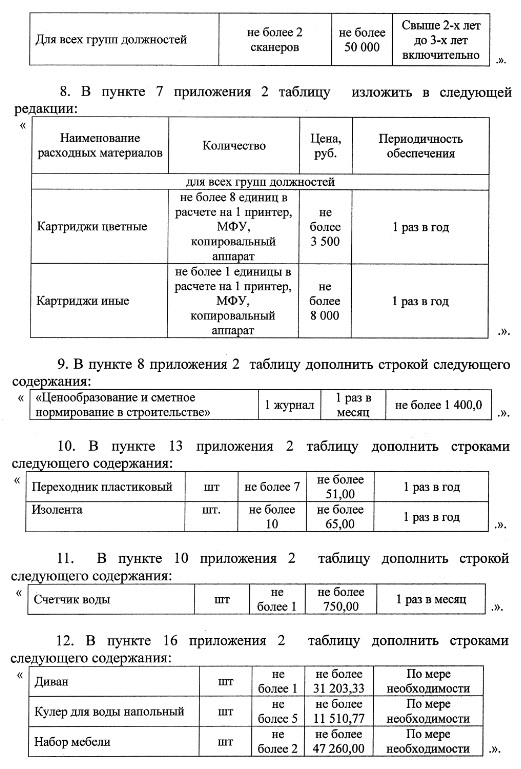 Для всех групп должностей не более 2 сканеров не более 50 000 Свыше 2-х лет до 3-х лет включительно .».
8. В пункте 7 приложения 2 таблицу изложить в следующей
редакции:
«
Наименование расходных материалов Количество Цена, руб. Периодичность обеспечения
для всех групп должностей
Картриджи цветные не более 8 единиц в расчете на 1 принтер, МФУ, копировальный аппарат не более 3 500 1 раз в год
Картриджи иные не более 1 единицы в расчете на 1 принтер, МФУ, копировальный аппарат не более 8 000 1 раз в год .».
9. В пункте 8 приложения 2 таблицу дополнить строкой следующего
содержания:
« «Ценообразование и сметное нормирование в строительстве» 1 журнал 1 раз в месяц не более 1 400,0 .».
10. В пункте 13 приложения 2 таблицу дополнить строками
следующего содержания:
« Переходник пластиковый шт не более 7 не более 51,00 1 раз в год
Изолента шт. не более 10 не более 65,00 1 раз в год .».
11. В пункте 10 приложения 2 таблицу дополнить строкой
следующего содержания:
« Счетчик воды шт не более 1 не более 750,00 1 раз в месяц .».
12. В пункте 16 приложения 2 таблицу дополнить строками
следующего содержания:
« Диван шт не более 1 не более 31 203,33 По мере необходимости
Кулер для воды напольный шт не более 5 не более 11 510,77 По мере необходимости
Набор мебели шт не более 2 не более 47 260,00 По мере необходимости .».